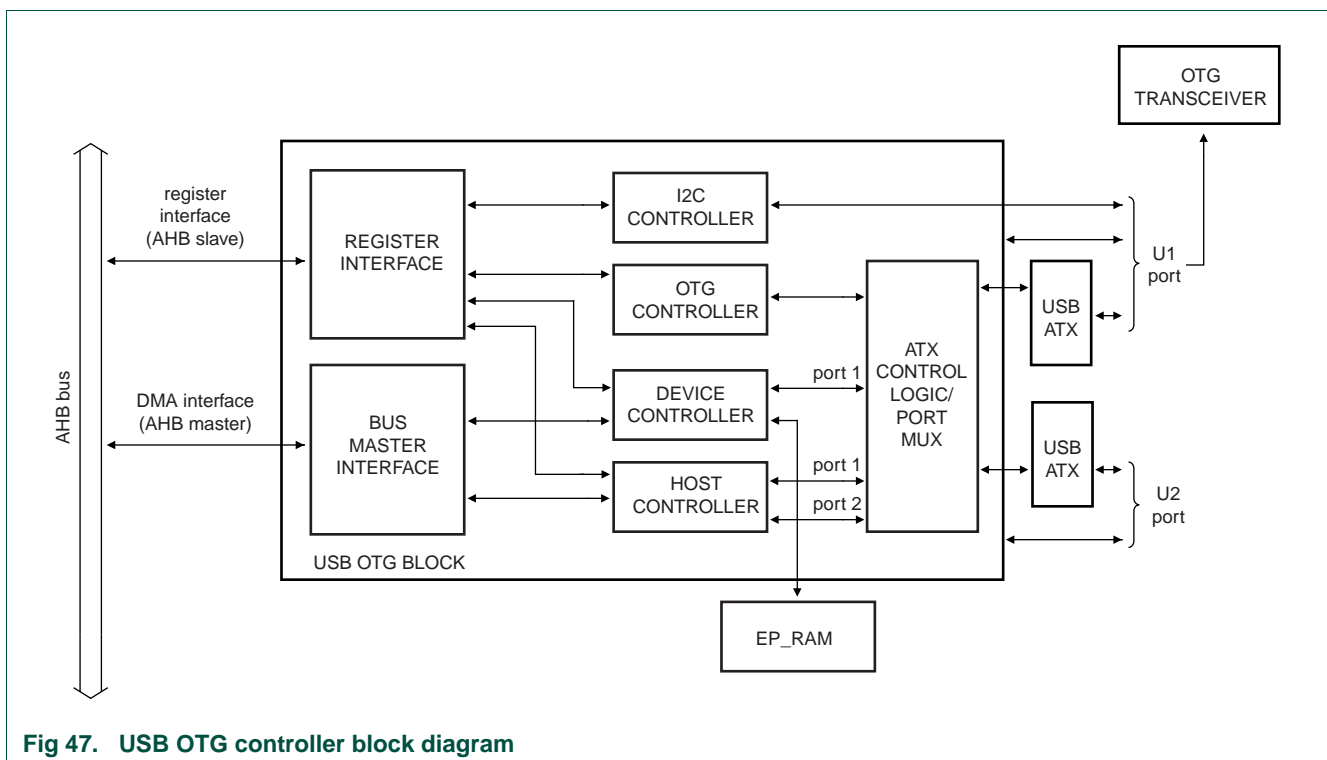 OTG
TRANSCEIVER
register
interface
(AHB slave)
REGISTER
INTERFACE
I2C
CONTROLLER
OTG
CONTROLLER
U1
port
USB
ATX
ATX
CONTROL
LOGIC/
PORT
MUX
AHB bus
DMA interface
(AHB master)
BUS
MASTER
INTERFACE
DEVICE
CONTROLLER
port 1
HOST
CONTROLLER
port 1
port 2
USB
ATX
U2
port
USB OTG BLOCK
EP_RAM
Fig 47. USB OTG controller block diagram